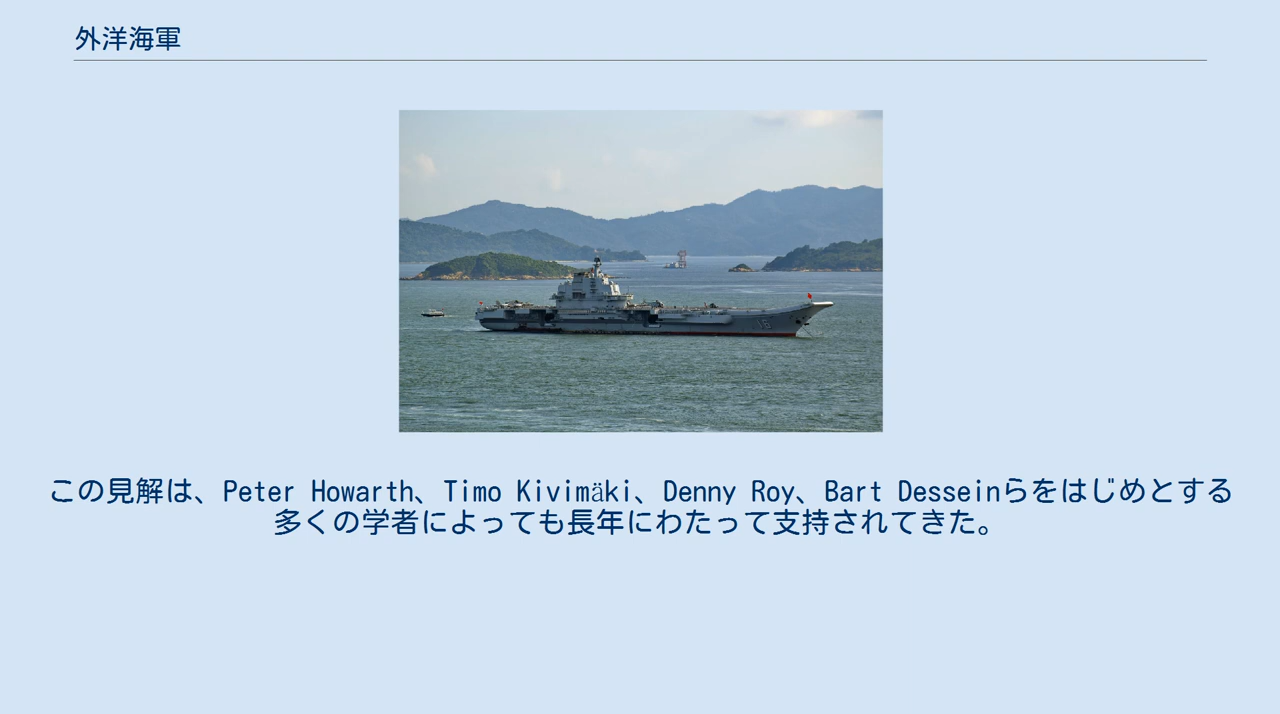 外洋海軍
16
この見解は、Peter Howarth、Timo Kivimäki、Denny Roy、Bart Desseinらをはじめとする
多くの学者によっても長年にわたって支持されてきた。